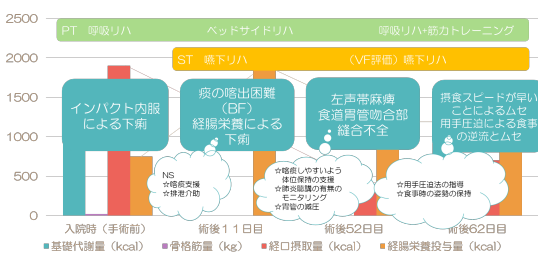 PT 呼吸リハ ベッドサイドリハ 呼吸リハ+筋力トレーニング
ST 嚥下リハ （VF評価）嚥下リハ
2500
2000
1500
1000
500
0
インパクト内服
による下痢
痰の喀出困難
（BF）
経腸栄養による
下痢
左声帯麻痺
食道胃管吻合部
縫合不全
摂食スピードが早い
ことによるムセ
用手圧迫による食事
の逆流とムセ
NS
☆喀痰支援
☆排泄介助
☆喀痰しやすいよう
体位保持の支援
☆肺炎聴講の有無の
モニタリング
☆胃管の減圧
☆用手圧迫法の指導
☆食事時の姿勢の保持
入院時（手術前） 術後１１日目 術後52日目 術後62日目
基礎代謝量（kcal） 骨格筋量（kg） 経口摂取量（kcal） 経腸栄養投与量（kcal）